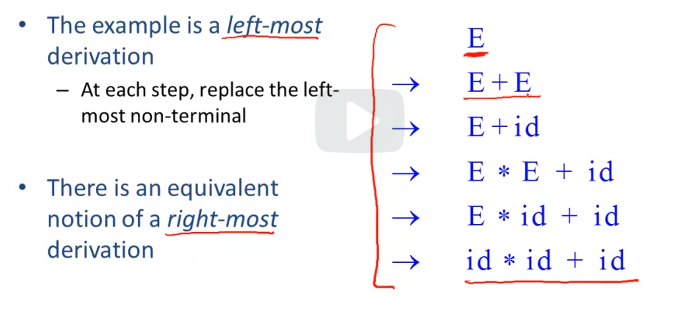 • The example is a left-most
derivation
– At each step, replace the left-
most non-terminal
• There is an equivalent
notion of a right-most
derivation
E
→ E + E
→ E + id
→ E * E + id
→ E * id + id
→ id * id + id